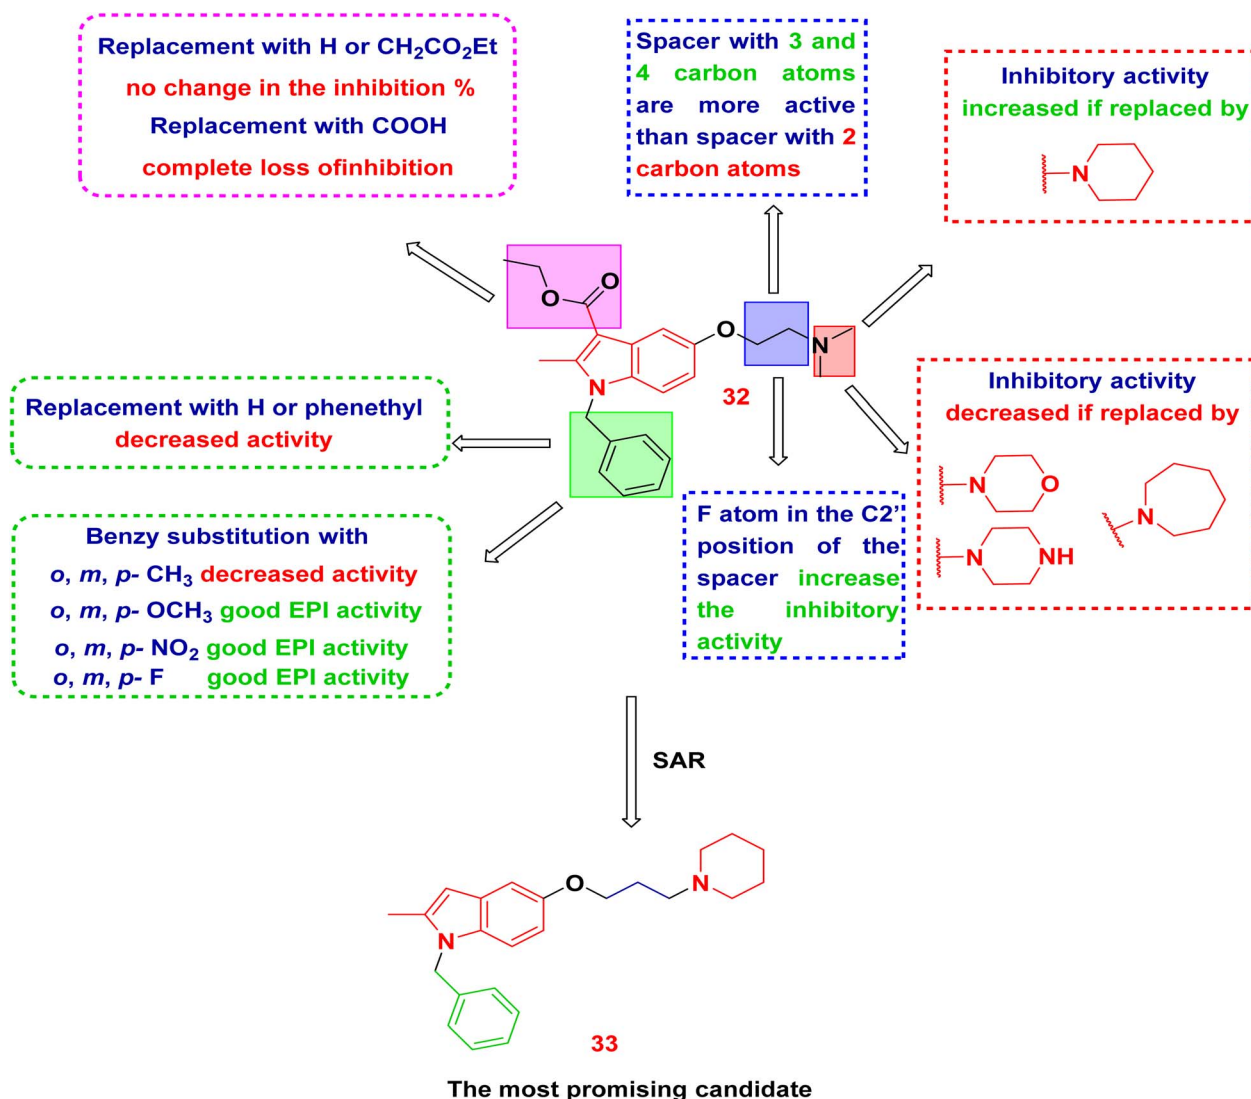 Replacement with H or CH₂CO₂Et
no change in the inhibition %
Replacement with COOH
complete loss ofinhibition
Spacer with 3 and
4 carbon atoms
are more active
than spacer with 2
carbon atoms
Inhibitory activity
increased if replaced by
N
O
O
O
N
N
32
Replacement with H or phenethyl
decreased activity
Benzy substitution with
o, m, p- CH₃ decreased activity
o, m, p- OCH₃ good EPI activity
o, m, p- NO₂ good EPI activity
o, m, p- F good EPI activity
F atom in the C2'
position of the
spacer increase
the inhibitory
activity
Inhibitory activity
decreased if replaced by
N
O
N
NH
N
SAR
O
N
N
33
The most promising candidate